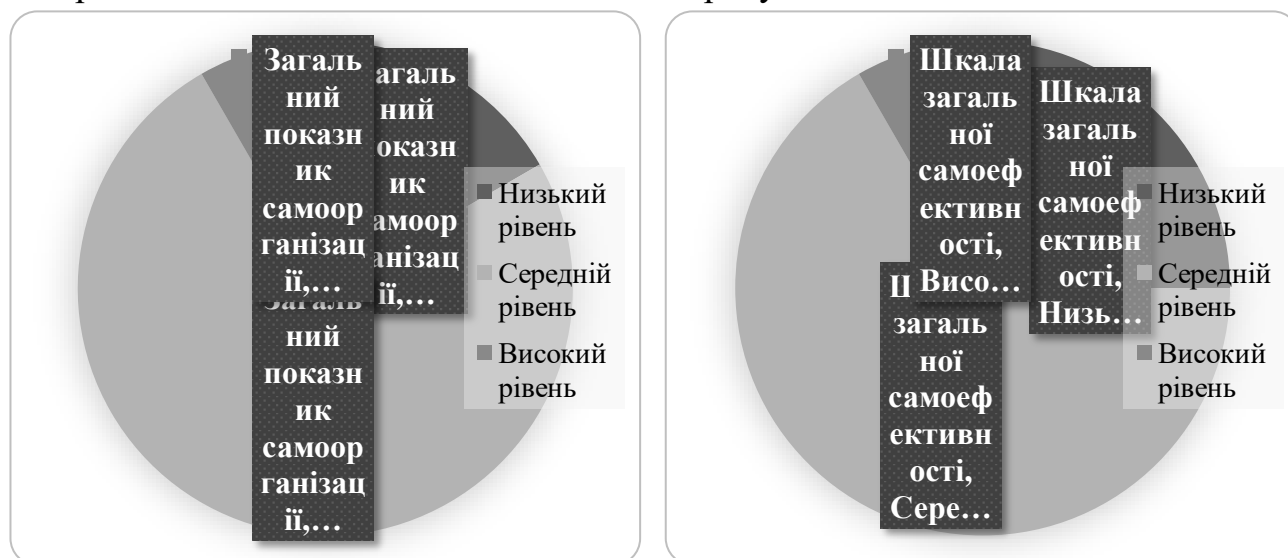 Загаль
ний
показн
ик
самоор
ганізац
ії,…
агаль
ний
оказн
ик
амоор
анізац
ії,…
Загаль
ний
показн
ик
самоор
ганізац
ії,…
Низький
рівень
Середній
рівень
Високий
рівень
Шкала
загаль
ної
самоеф
ективн
ості,
Висо…
Шкала
загаль
ної
самоеф
ективн
ості,
Низь…
загаль
ної
самоеф
ективн
ості,
Сере…
Низький
рівень
Середній
рівень
Високий
рівень